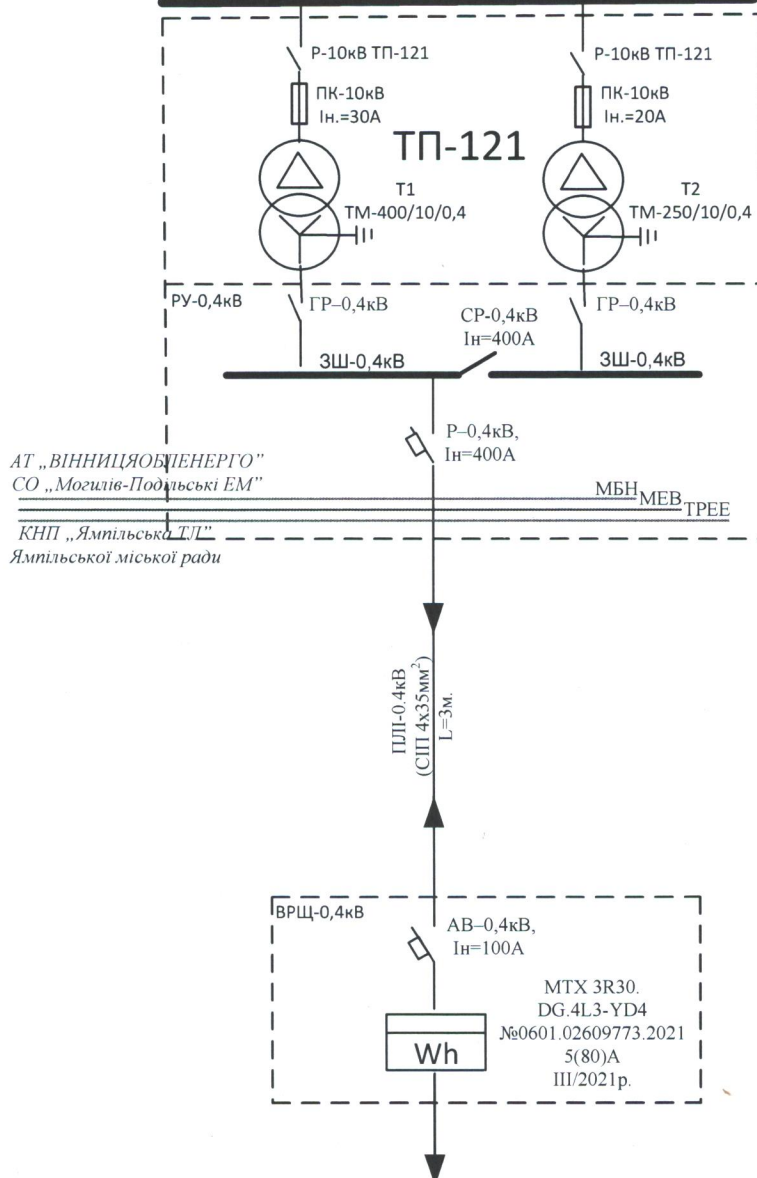 Р-10кВ ТП-121
Р-10кВ ТП-121
ПК-10кВ
Ін.=30А
ПК-10кВ
Ін.=20А
ТП-121
Т1
ТМ-400/10/0,4
Т2
ТМ-250/10/0,4
РУ-0,4кВ
ГР–0,4кВ
СР-0,4кВ
Ін=400А
ГР–0,4кВ
ЗШ-0,4кВ
ЗШ-0,4кВ
Р–0,4кВ,
Ін=400А
АТ „ВІННИЦЯОБЛЕНЕРГО”
СО „Могилів-Подільські ЕМ”
МБН
МЕВ
ТРЕЕ
КНП „Ямпільська ТЛ”
Ямпільської міської ради
ПЛІ-0.4кВ
(СІП 4х35мм²)
L=3м.
ВРЩ-0,4кВ
АВ–0,4кВ,
Ін=100А
MTX 3R30.
DG.4L3-YD4
№0601.02609773.2021
5(80)А
ІІІ/2021р.
Wh